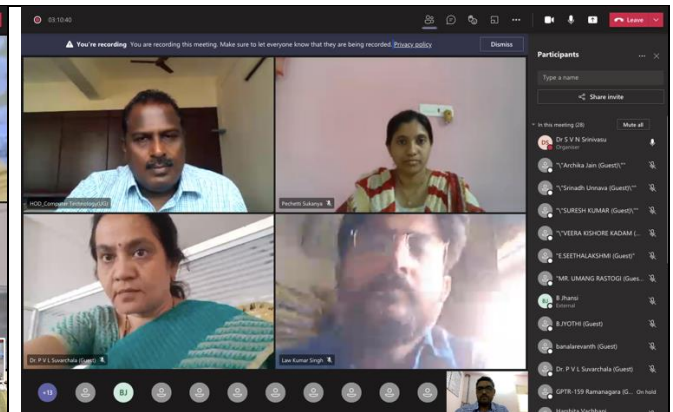 03:10:40
Leave
You're recording You are recording this meeting. Make sure to let everyone know that they are being recorded. Privacy policy
Dismiss
HOD_Computer Technology(UG)
Pechetti Sukanya
Dr. P V L Suvarchala (Guest)
Law Kumar Singh
+13
BJ
Participants
Type a name
Share invite
In this meeting (28)
Mute all
DS
Dr S V N Srinivasu
Organiser
"\"Archika Jain (Guest)\""
"\"Srinadh Unnava (Guest)\""
"\"SURESH KUMAR (Guest)\""
"\"VEERA KISHORE KADAM (...
"E.SEETHALAKSHMI (Guest)"
"MR. UMANG RASTOGI (Gues...
BJ
B Jhansi
External
B.JYOTHI (Guest)
banalarevanth (Guest)
Dr. P V L Suvarchala (Guest)
GPTR-159 Ramanagara (G... On hold